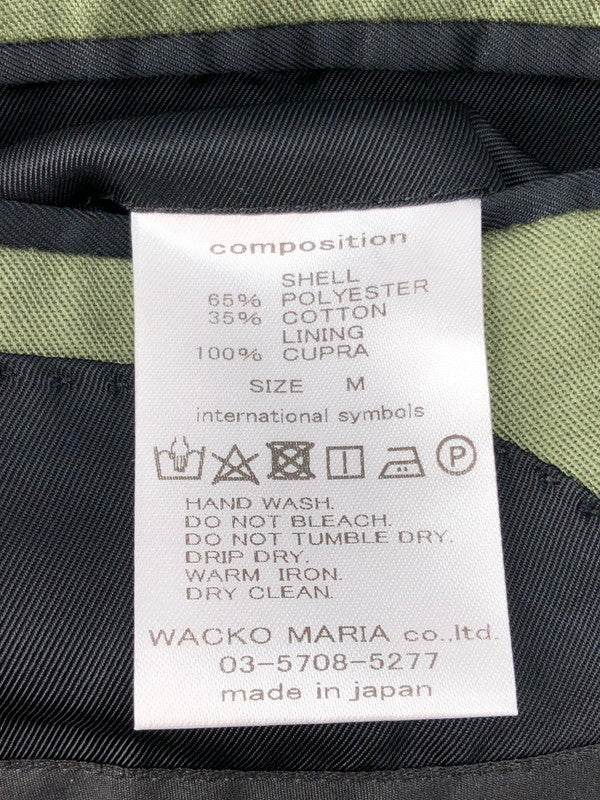 composition
SHELL
65% POLYESTER
35% COTTON
LINING
100% CUPRA
SIZE M
international symbols
P
HAND WASH.
DO NOT BLEACH.
DO NOT TUMBLE DRY.
DRIP DRY.
WARM IRON.
DRY CLEAN.
WACKO MARIA co.,ltd.
03-5708-5277
made in japan